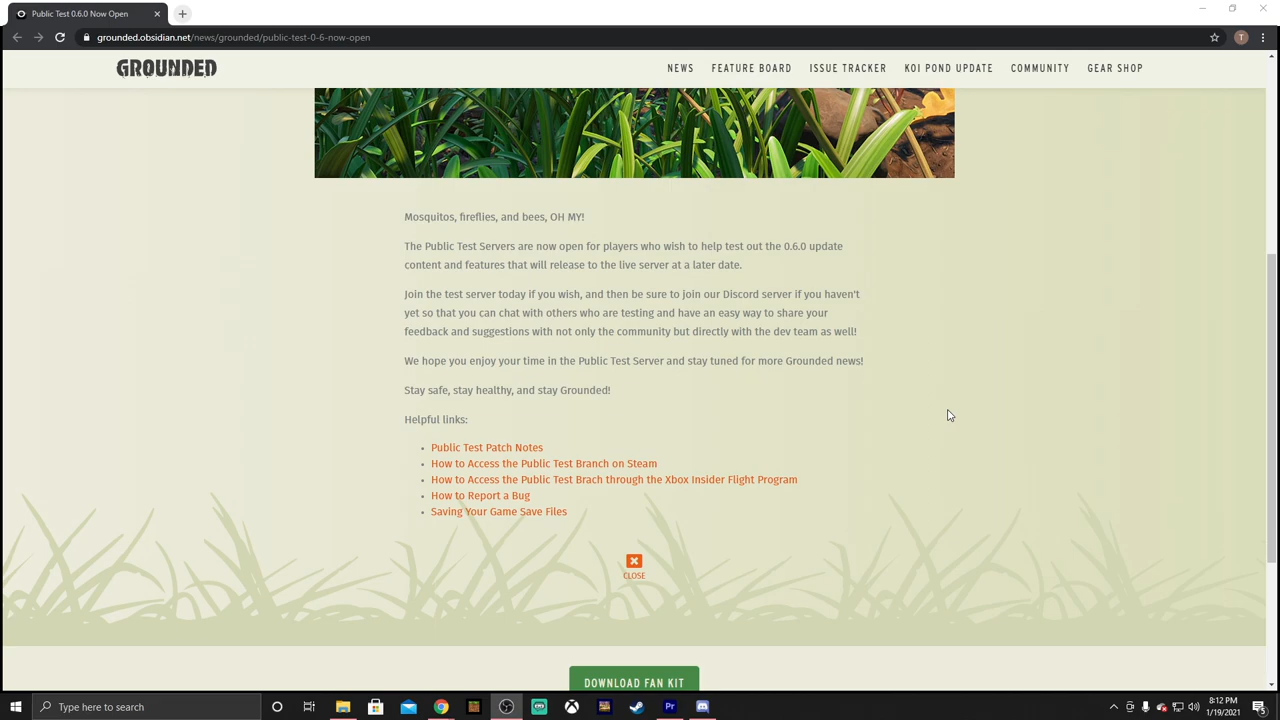 Public Test 0.6.0 Now Open
grounded.obsidian.net/news/grounded/public-test-0-6-now-open
T
GROUNDED
NEWS FEATURE BOARD ISSUE TRACKER KOI POND UPDATE COMMUNITY GEAR SHOP
Mosquitos, fireflies, and bees, OH MY!
The Public Test Servers are now open for players who wish to help test out the 0.6.0 update
content and features that will release to the live server at a later date.
Join the test server today if you wish, and then be sure to join our Discord server if you haven't
yet so that you can chat with others who are testing and have an easy way to share your
feedback and suggestions with not only the community but directly with the dev team as well!
We hope you enjoy your time in the Public Test Server and stay tuned for more Grounded news!
Stay safe, stay healthy, and stay Grounded!
Helpful links:
Public Test Patch Notes
How to Access the Public Test Branch on Steam
How to Access the Public Test Brach through the Xbox Insider Flight Program
How to Report a Bug
Saving Your Game Save Files
CLOSE
DOWNLOAD FAN KIT
Type here to search
Pr
8:12 PM
1/19/2021
5